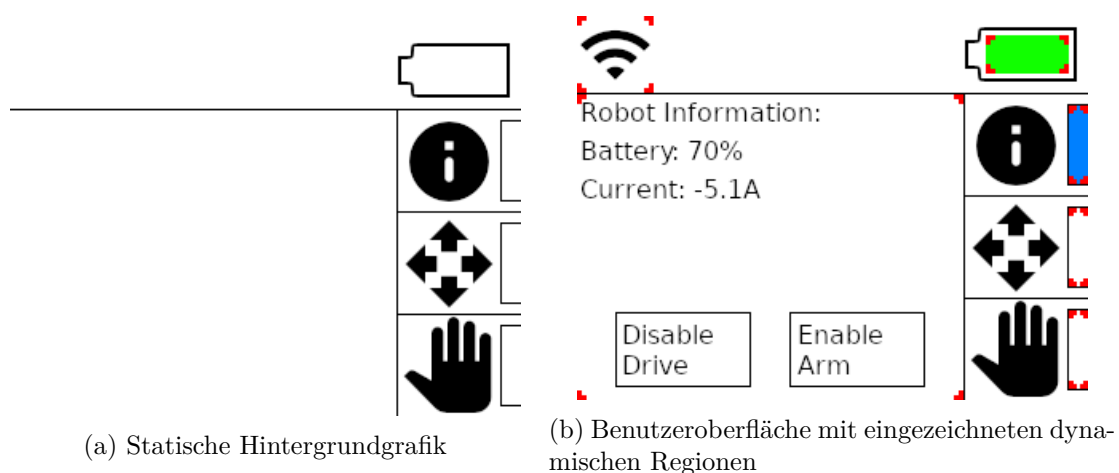 Robot Information:
Battery: 70%
Current: -5.1A
Disable
Drive
Enable
Arm
(a) Statische Hintergrundgrafik
(b) Benutzeroberfläche mit eingezeichneten dyna-
mischen Regionen